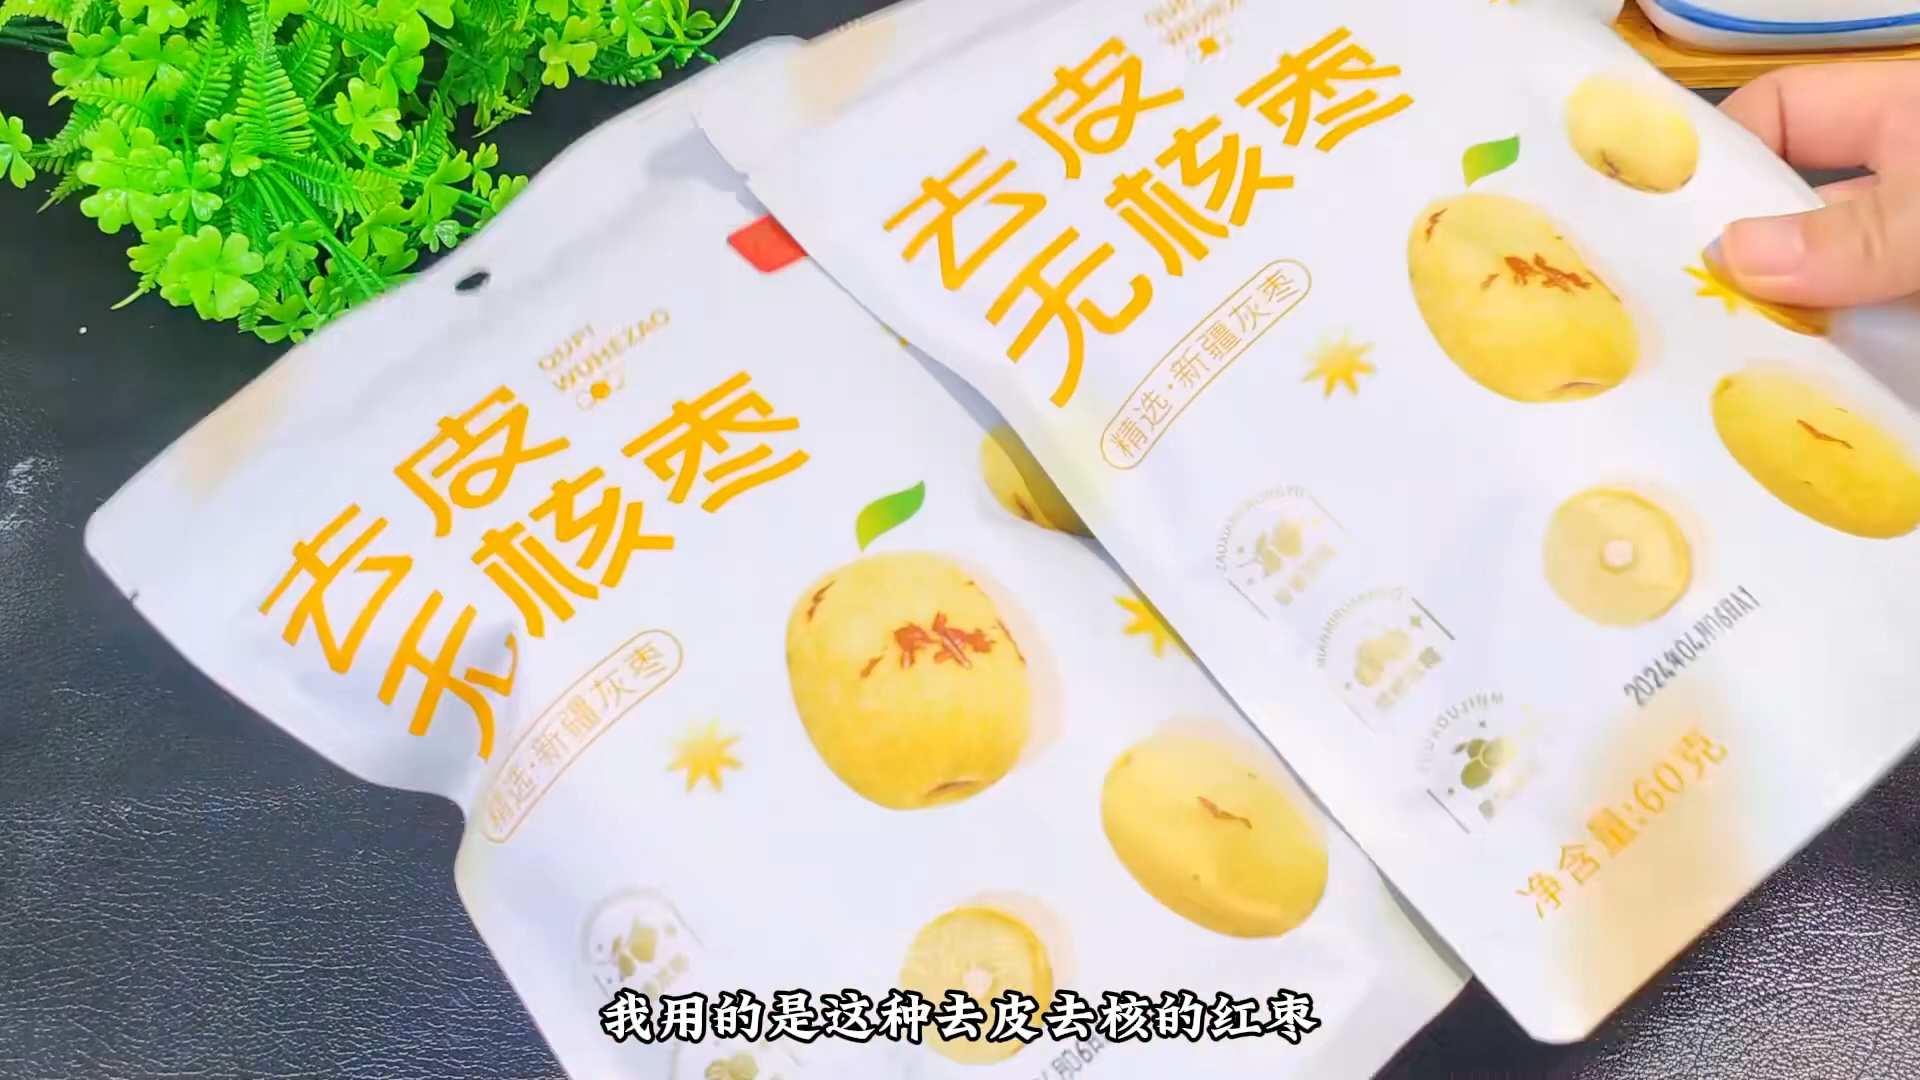 QUPI
WUHEZAO
去皮
无核枣
精选·新疆灰枣
去皮
无核枣
精选·新疆灰枣
2024年04月06日A1
净含量:60克
我用的是这种去皮去核的红枣